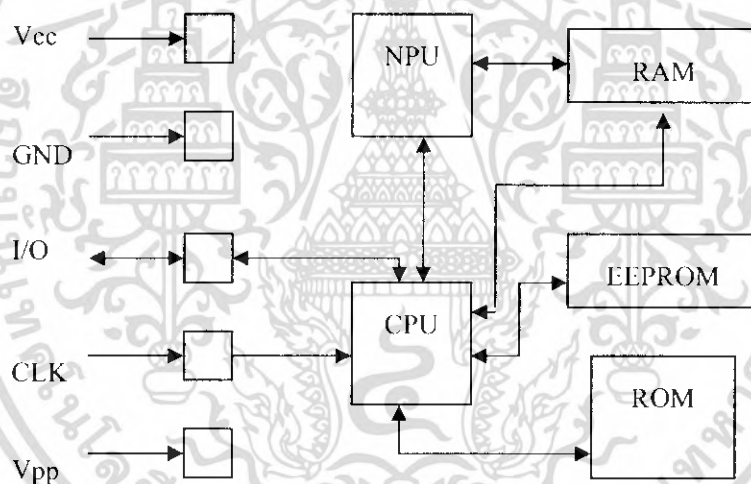 Vcc
NPU
RAM
GND
I/O
EEPROM
CPU
CLK
ROM
Vpp